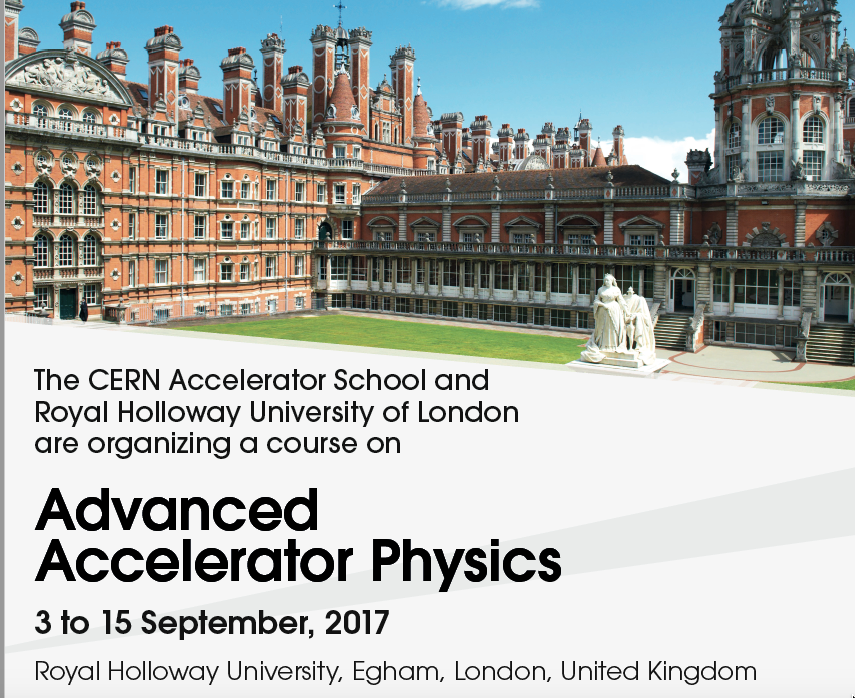 The CERN Accelerator School and
Royal Holloway University of London
are organizing a course on
Advanced
Accelerator Physics
3 to 15 September, 2017
Royal Holloway University, Egham, London, United Kingdom